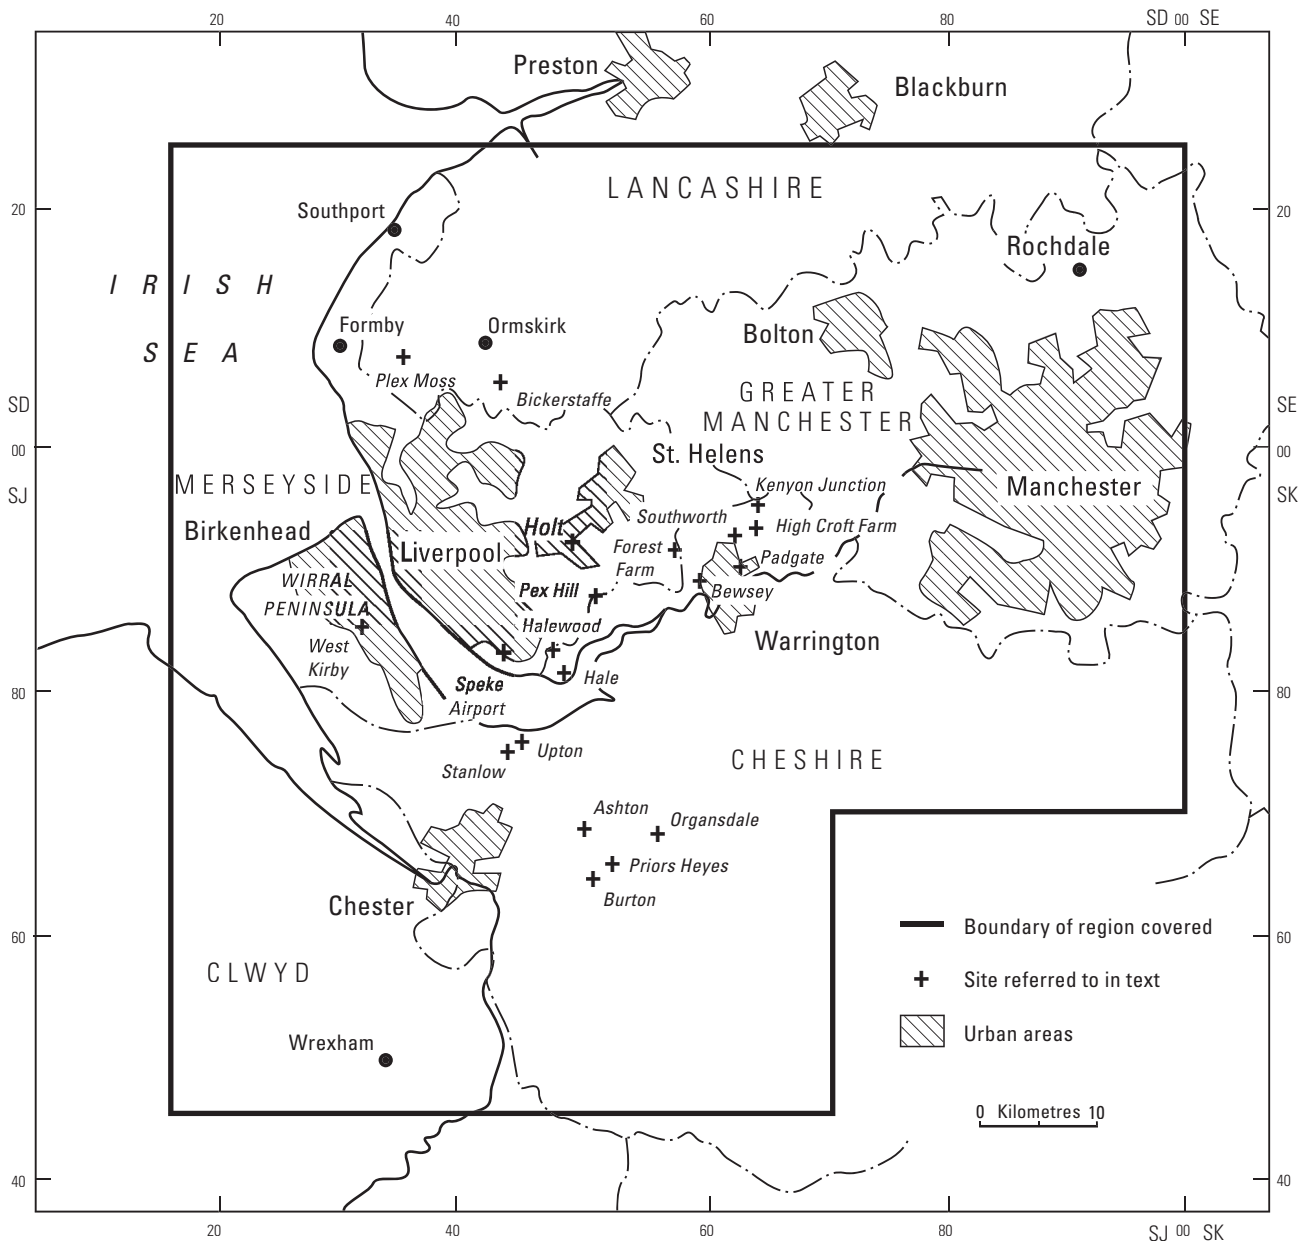 20 40 60 80 SD 00 SE
Preston
Blackburn
LANCASHIRE
20 20
Southport
Rochdale
IRISH
SEA
Formby
Ormskirk
Bolton
Plex Moss
Bickerstaffe
GREATER
MANCHESTER
SD SE
00 00
SJ SK
St. Helens
MERSEYSIDE
Kenyon Junction
Manchester
Birkenhead
Holt
Southworth
High Croft Farm
Liverpool
Forest
Farm
Padgate
WIRRAL
PENINSULA
Pex Hill
Bewsey
Halewood
West
Kirby
Warrington
Hale
80 80
Speke
Airport
Upton
Stanlow
CHESHIRE
Ashton
Organsdale
Priors Heyes
Burton
Chester
60 60
Boundary of region covered
CLWYD
Site referred to in text
Urban areas
Wrexham
0 Kilometres 10
40 40
20 40 60 80 SJ 00 SK